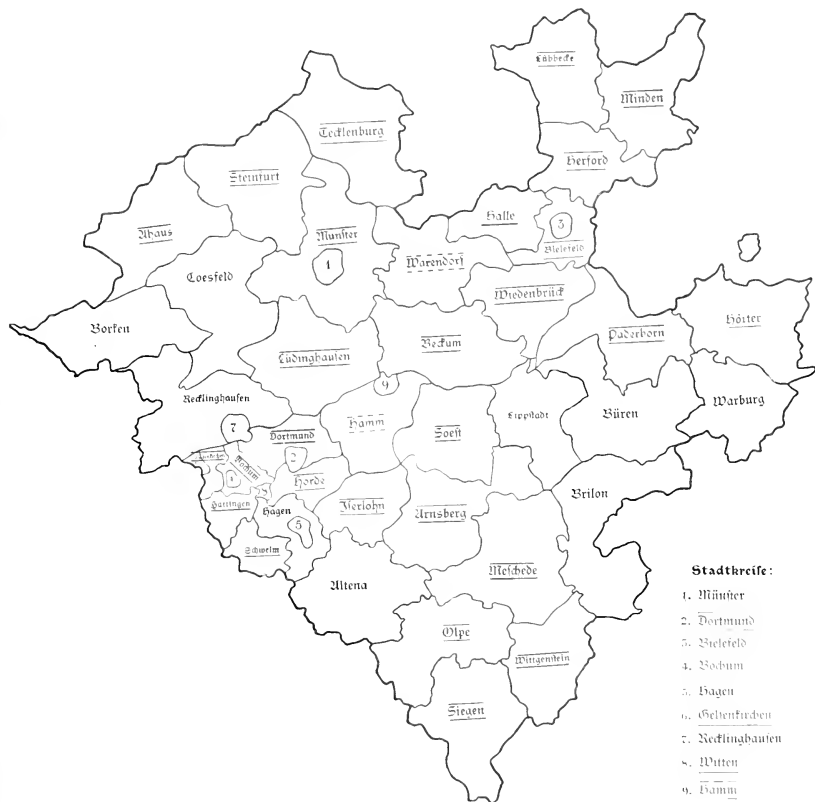 Lübbecke
Minden
Tecklenburg
Herford
Steinfurt
Halle
3
Ahaus
Münster
Bielefeld
Warendorf
1
Coesfeld
Wiedenbrück
Höxter
Borken
Paderborn
Beckum
Lüdinghausen
9
Recklinghausen
Warburg
Lippstadt
Büren
Hamm
7
Dortmund
Soest
Bochum
2
Hörde
4
Brilon
Hattingen
Iserlohn
Hagen
Arnsberg
5
Schwelm
Meschede
Altena
Olpe
Wittgenstein
Siegen
Stadtkreise:
1. Münster
2. Dortmund
3. Bielefeld
4. Bochum
5. Hagen
6. Gelsenkirchen
7. Recklinghausen
8. Witten
9. Hamm